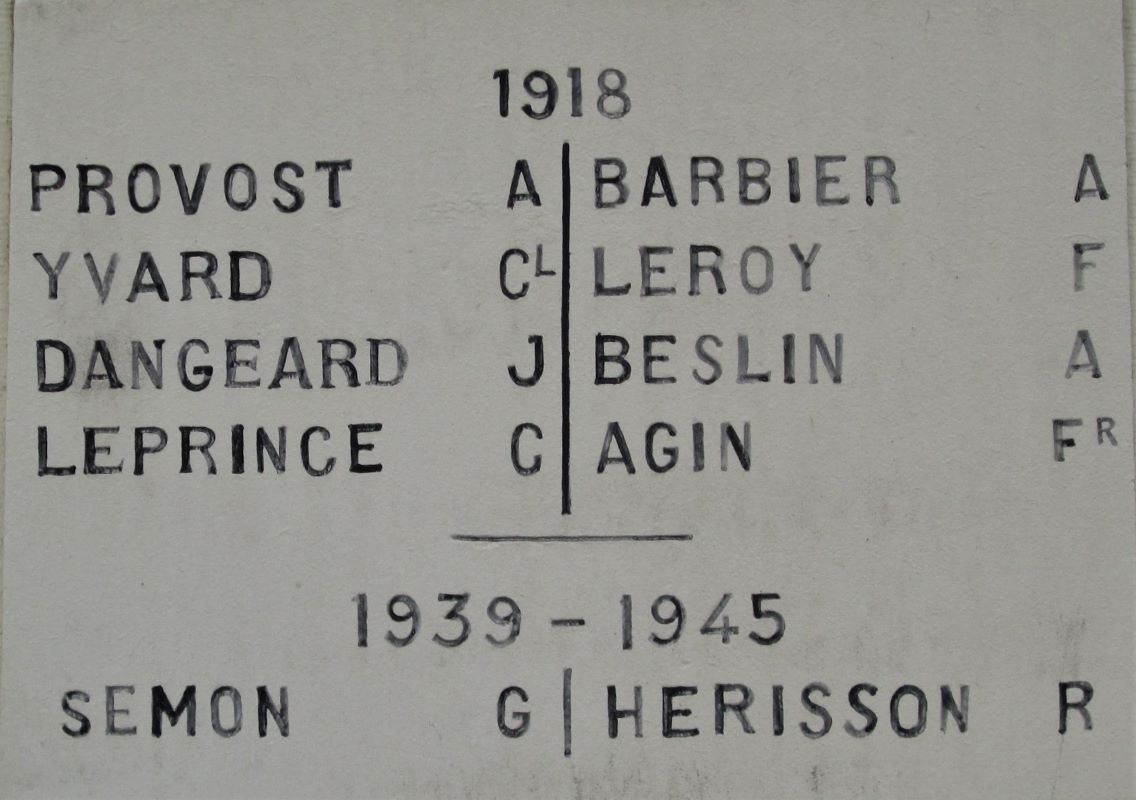 1918
PROVOST A BARBIER A
YVARD CL LEROY F
DANGEARD J BESLIN A
LEPRINCE C AGIN FR
1939 - 1945
SEMON G HERISSON R